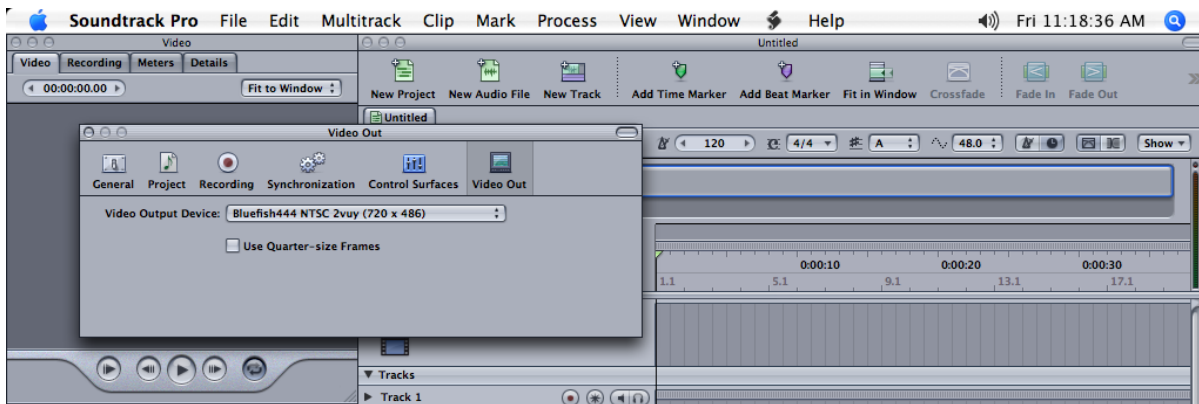 Soundtrack Pro File Edit Multitrack Clip Mark Process View Window Help Fri 11:18:36 AM
Video
Video Recording Meters Details
00:00:00.00 Fit to Window
Untitled
New Project New Audio File New Track Add Time Marker Add Beat Marker Fit in Window Crossfade Fade In Fade Out
Untitled
120 4/4 A 48.0 Show
Video Out
General Project Recording Synchronization Control Surfaces Video Out
Video Output Device: Bluefish444 NTSC 2vuy (720 x 486)
Use Quarter-size Frames
0:00:10 0:00:20 0:00:30
1.1 5.1 9.1 13.1 17.1
Tracks
Track 1